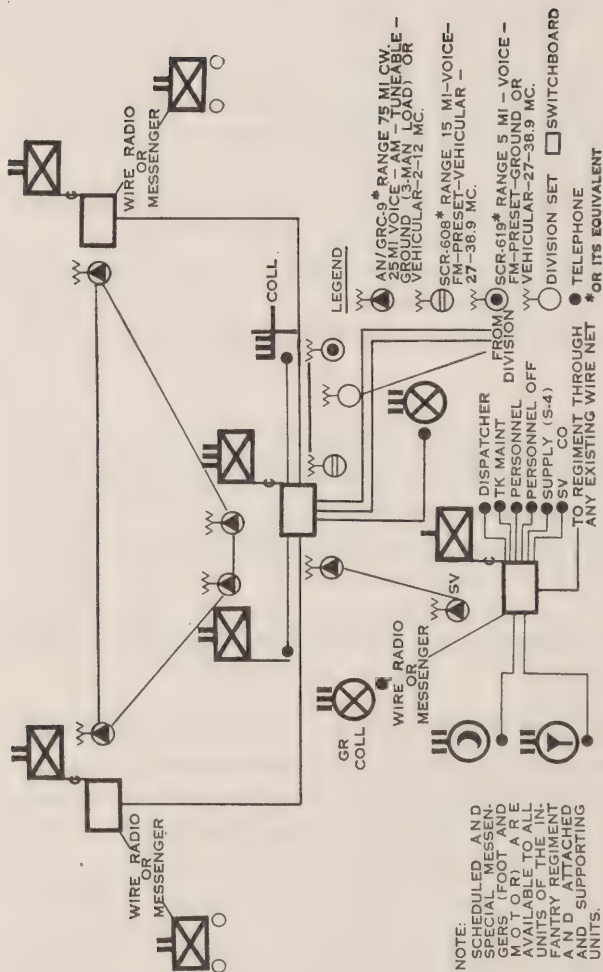 WIRE RADIO
OR
MESSENGER
WIRE RADIO
OR
MESSENGER
COLL
GR
COLL
SV
WIRE RADIO
OR
MESSENGER
DISPATCHER
TK MAINT
PERSONNEL
PERSONNEL OFF
SUPPLY (S-4)
SV CO
TO REGIMENT THROUGH
ANY EXISTING WIRE NET
FROM
DIVISION
LEGEND
AN/GRC-9* RANGE 75 MI CW.
25 MI VOICE – AM – TUNEABLE –
GROUND (3-MAN LOAD) OR
VEHICULAR–2-12 MC.
SCR-608* RANGE 15 MI–VOICE–
FM–PRESET–VEHICULAR –
27–38.9 MC.
SCR-619* RANGE 5 MI – VOICE –
FM–PRESET–GROUND OR
VEHICULAR–27–38.9 MC.
DIVISION SET SWITCHBOARD
TELEPHONE
*OR ITS EQUIVALENT
NOTE:
SCHEDULED AND
SPECIAL MESSEN-
GERS (FOOT AND
MOTOR) ARE
AVAILABLE TO ALL
UNITS OF THE IN-
FANTRY REGIMENT
AND ATTACHED
AND SUPPORTING
UNITS.